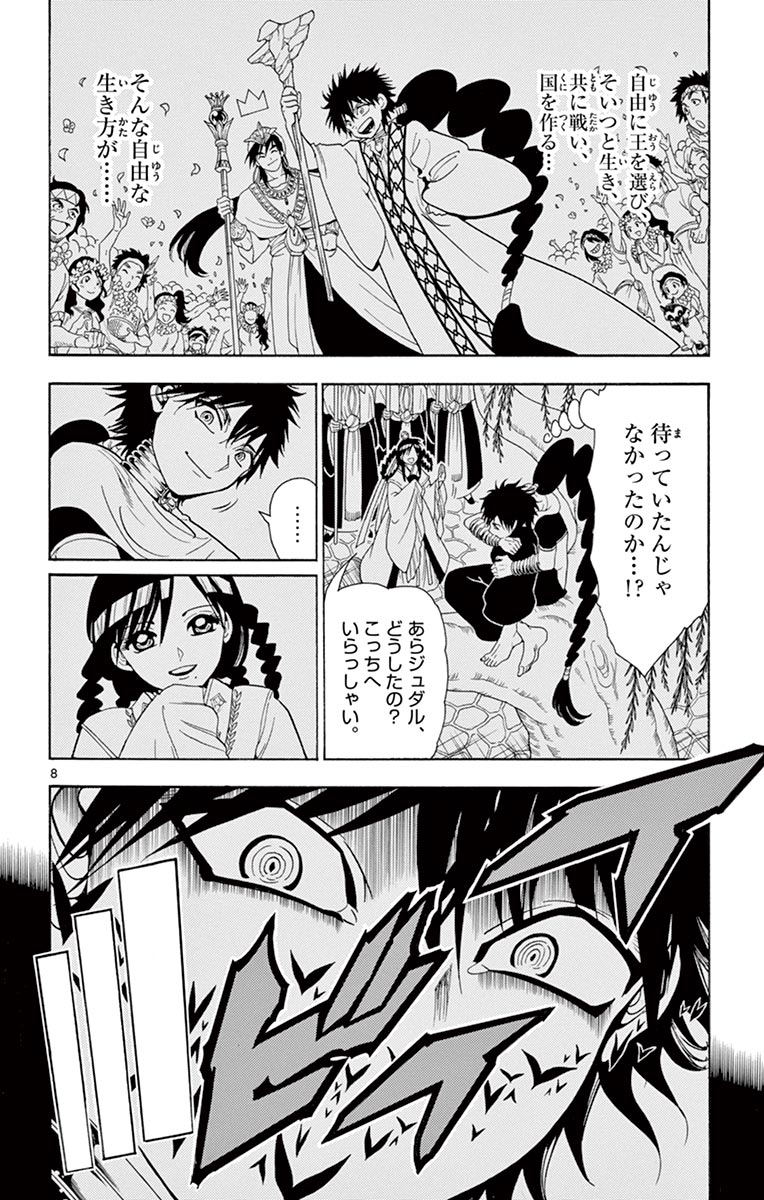 自由に王を選び、
そいつと生き、
共に戦い、
国を作る…
そんな自由な
生き方が……
待っていたんじゃ
なかったのか…!?
あらジュダル、
どうしたの?
こっちへ
いらっしゃい。
……
8
イ
ビイ